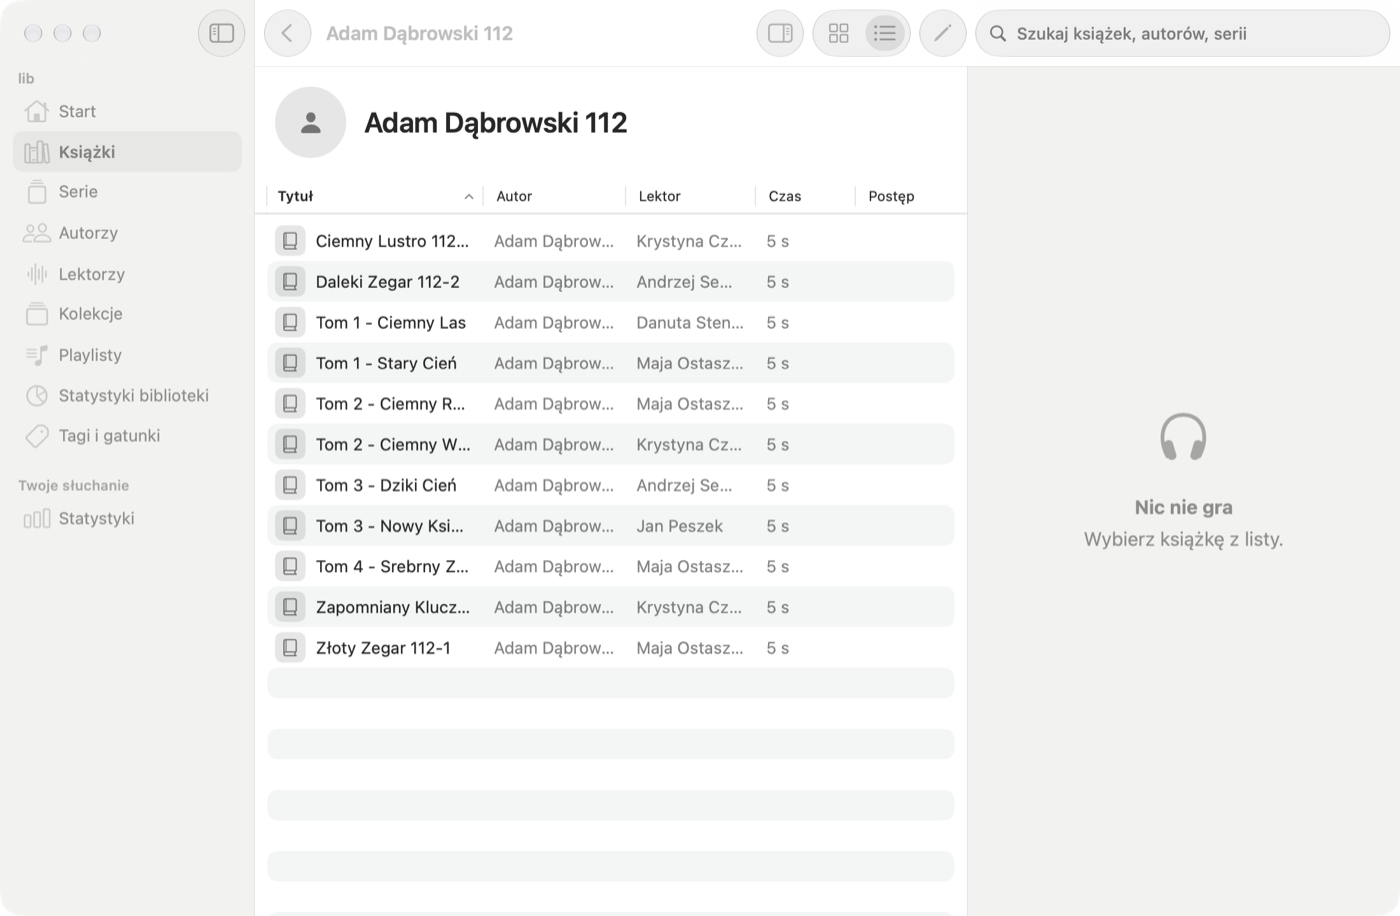 Adam Dąbrowski 112
Szukaj książek, autorów, serii
lib
Start
Książki
Serie
Autorzy
Lektorzy
Kolekcje
Playlisty
Statystyki biblioteki
Tagi i gatunki
Twoje słuchanie
Statystyki
Adam Dąbrowski 112
Tytuł Autor Lektor Czas Postęp
Ciemny Lustro 112... Adam Dąbrow... Krystyna Cz... 5 s
Daleki Zegar 112-2 Adam Dąbrow... Andrzej Se... 5 s
Tom 1 - Ciemny Las Adam Dąbrow... Danuta Sten... 5 s
Tom 1 - Stary Cień Adam Dąbrow... Maja Ostasz... 5 s
Tom 2 - Ciemny R... Adam Dąbrow... Maja Ostasz... 5 s
Tom 2 - Ciemny W... Adam Dąbrow... Krystyna Cz... 5 s
Tom 3 - Dziki Cień Adam Dąbrow... Andrzej Se... 5 s
Tom 3 - Nowy Ksi... Adam Dąbrow... Jan Peszek 5 s
Tom 4 - Srebrny Z... Adam Dąbrow... Maja Ostasz... 5 s
Zapomniany Klucz... Adam Dąbrow... Krystyna Cz... 5 s
Złoty Zegar 112-1 Adam Dąbrow... Maja Ostasz... 5 s
Nic nie gra
Wybierz książkę z listy.